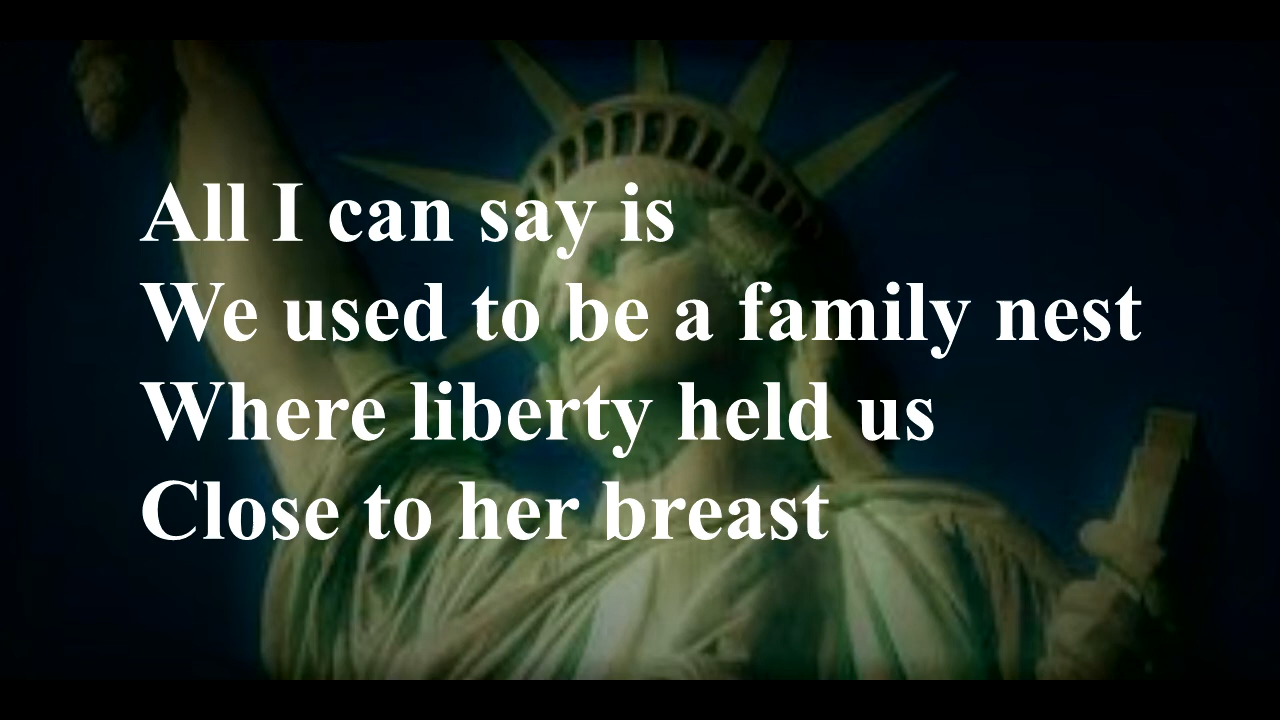 All I can say is
We used to be a family nest
Where liberty held us
Close to her breast